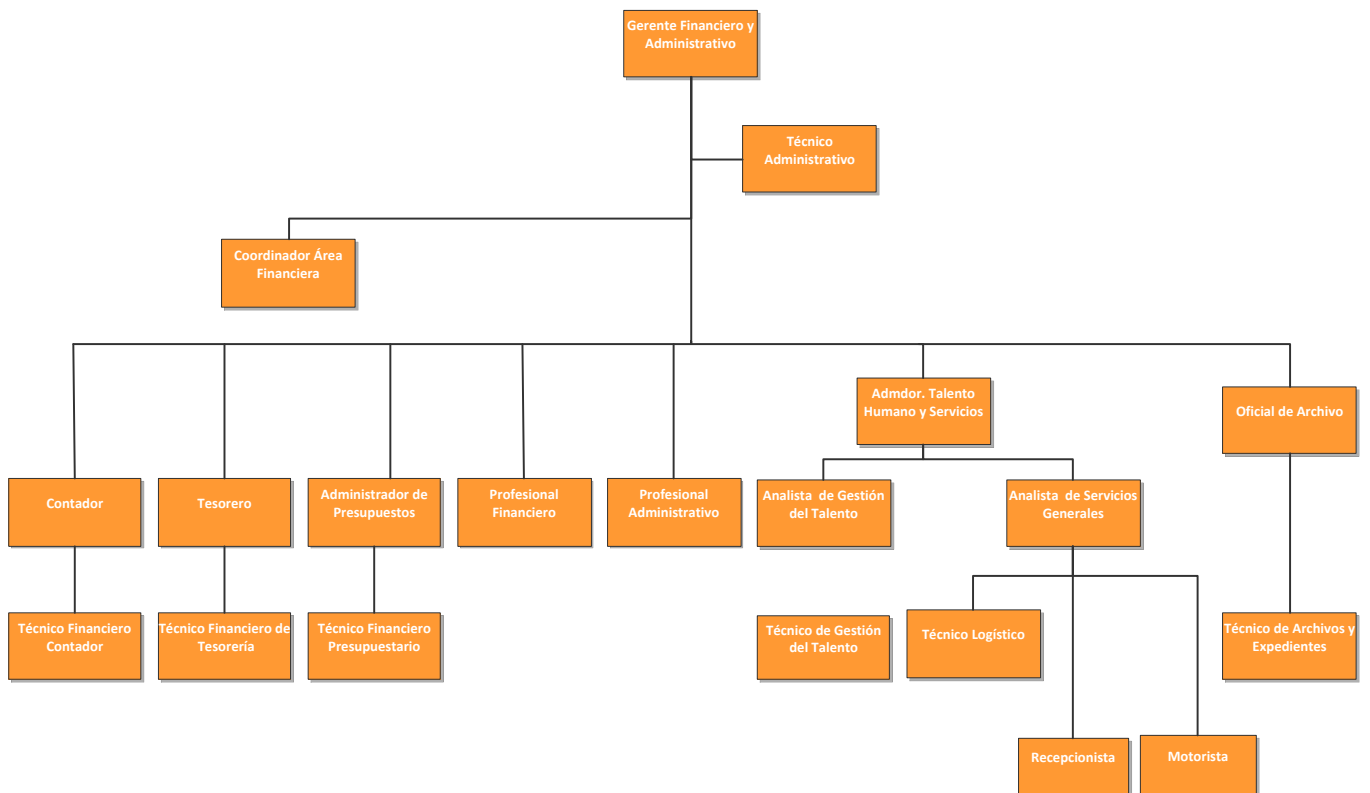 Gerente Financiero y
Administrativo
Técnico
Administrativo
Coordinador Área
Financiera
Admdor. Talento
Humano y Servicios
Oficial de Archivo
Contador
Tesorero
Administrador de
Presupuestos
Profesional
Financiero
Profesional
Administrativo
Analista de Gestión
del Talento
Analista de Servicios
Generales
Técnico Financiero
Contador
Técnico Financiero de
Tesorería
Técnico Financiero
Presupuestario
Técnico de Gestión
del Talento
Técnico Logístico
Técnico de Archivos y
Expedientes
Recepcionista
Motorista